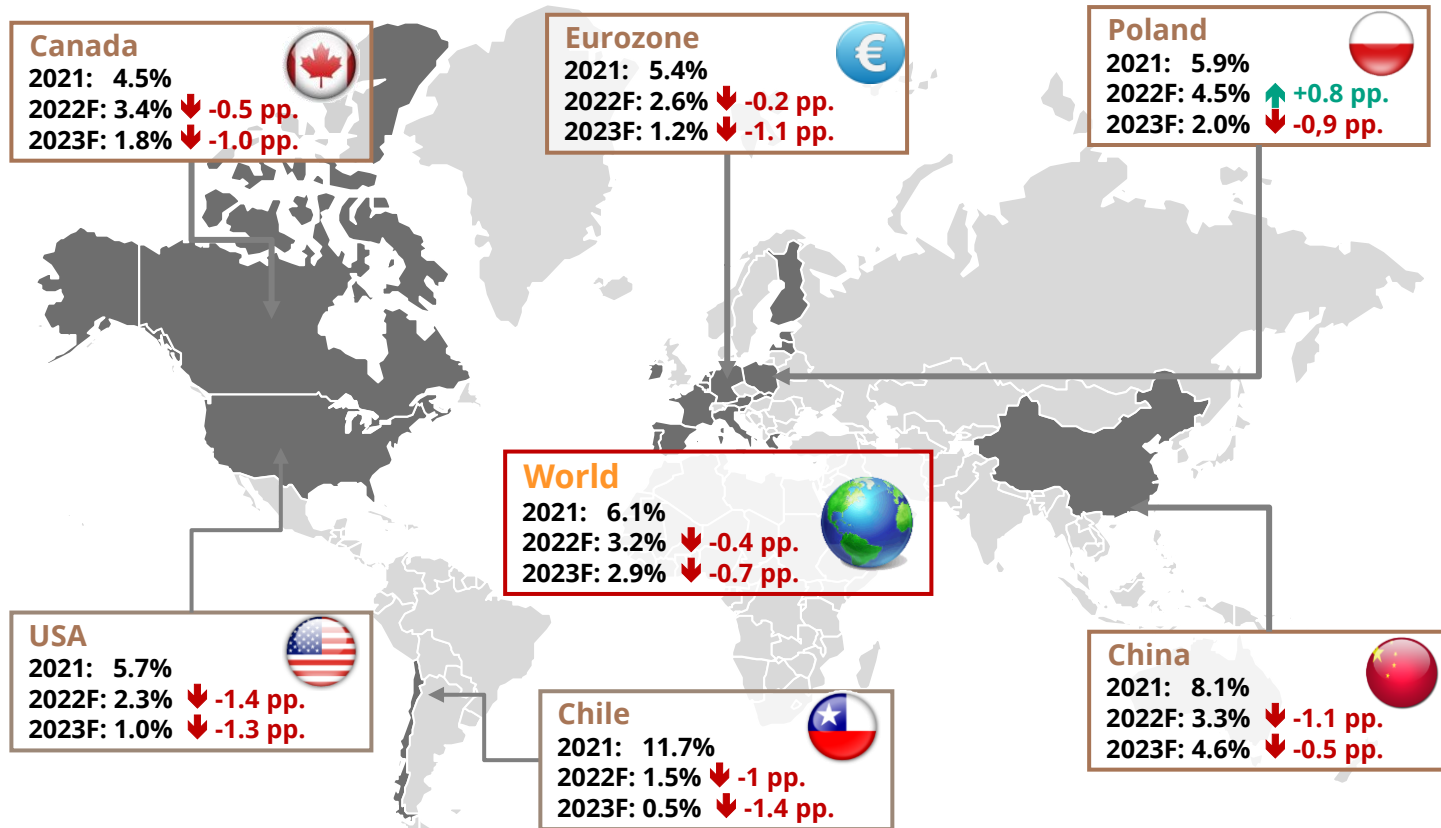 Canada
2021: 4.5%
2022F: 3.4% -0.5 pp.
2023F: 1.8% -1.0 pp.
Eurozone
€
2021: 5.4%
2022F: 2.6% -0.2 pp.
2023F: 1.2% -1.1 pp.
Poland
2021: 5.9%
2022F: 4.5% +0.8 pp.
2023F: 2.0% -0,9 pp.
World
2021: 6.1%
2022F: 3.2% -0.4 pp.
2023F: 2.9% -0.7 pp.
USA
2021: 5.7%
2022F: 2.3% -1.4 pp.
2023F: 1.0% -1.3 pp.
Chile
2021: 11.7%
2022F: 1.5% -1 pp.
2023F: 0.5% -1.4 pp.
China
2021: 8.1%
2022F: 3.3% -1.1 pp.
2023F: 4.6% -0.5 pp.